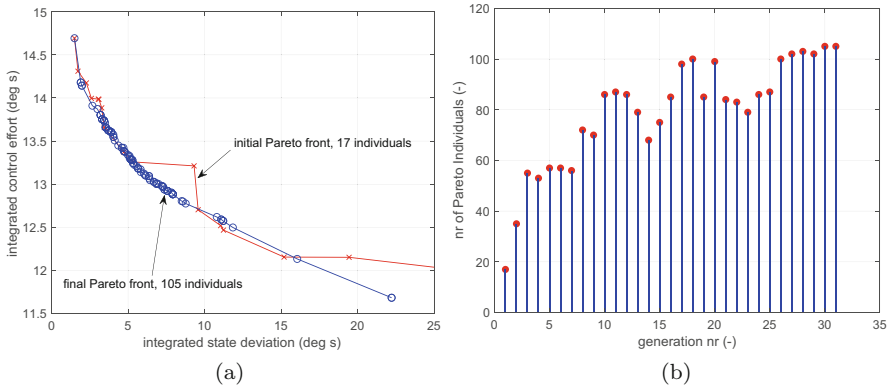 15
14.5
14
13.5
13
12.5
12
11.5
integrated control effort (deg s)
initial Pareto front, 17 individuals
final Pareto front, 105 individuals
0 5 10 15 20 25
integrated state deviation (deg s)
(a)
120
100
80
60
40
20
0
nr of Pareto Individuals (-)
0 5 10 15 20 25 30 35
generation nr (-)
(b)